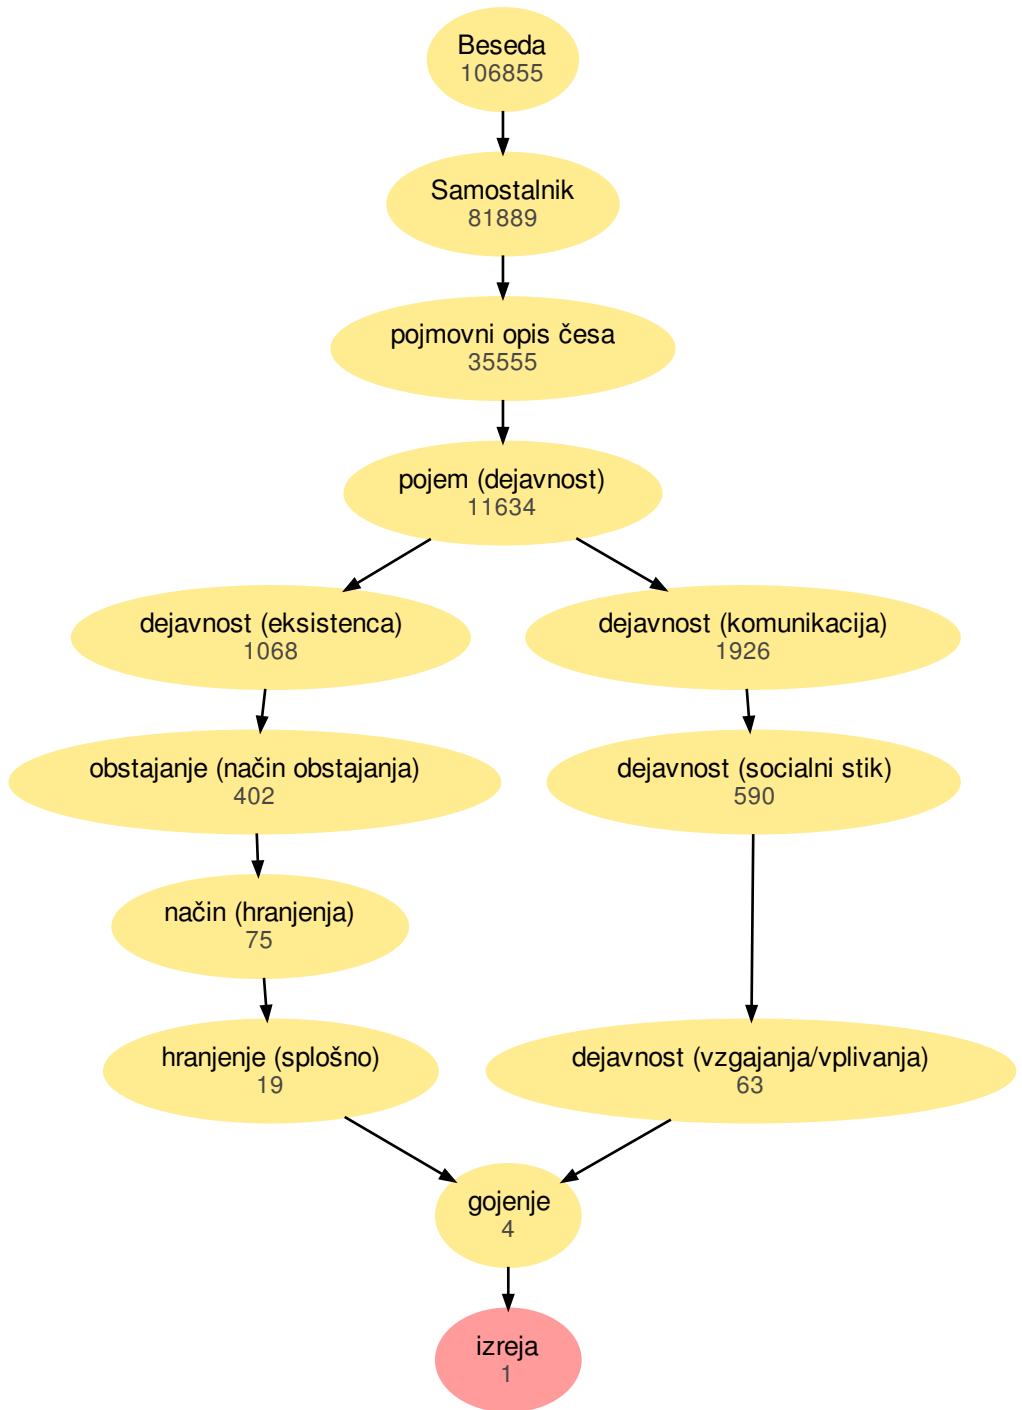 Beseda
106855
Samostalnik
81889
pojmovni opis česa
35555
pojem (dejavnost)
11634
dejavnost (eksistenca)
1068
dejavnost (komunikacija)
1926
obstajanje (način obstajanja)
402
dejavnost (socialni stik)
590
način (hranjenja)
75
hranjenje (splošno)
19
dejavnost (vzgajanja/vplivanja)
63
gojenje
4
izreja
1